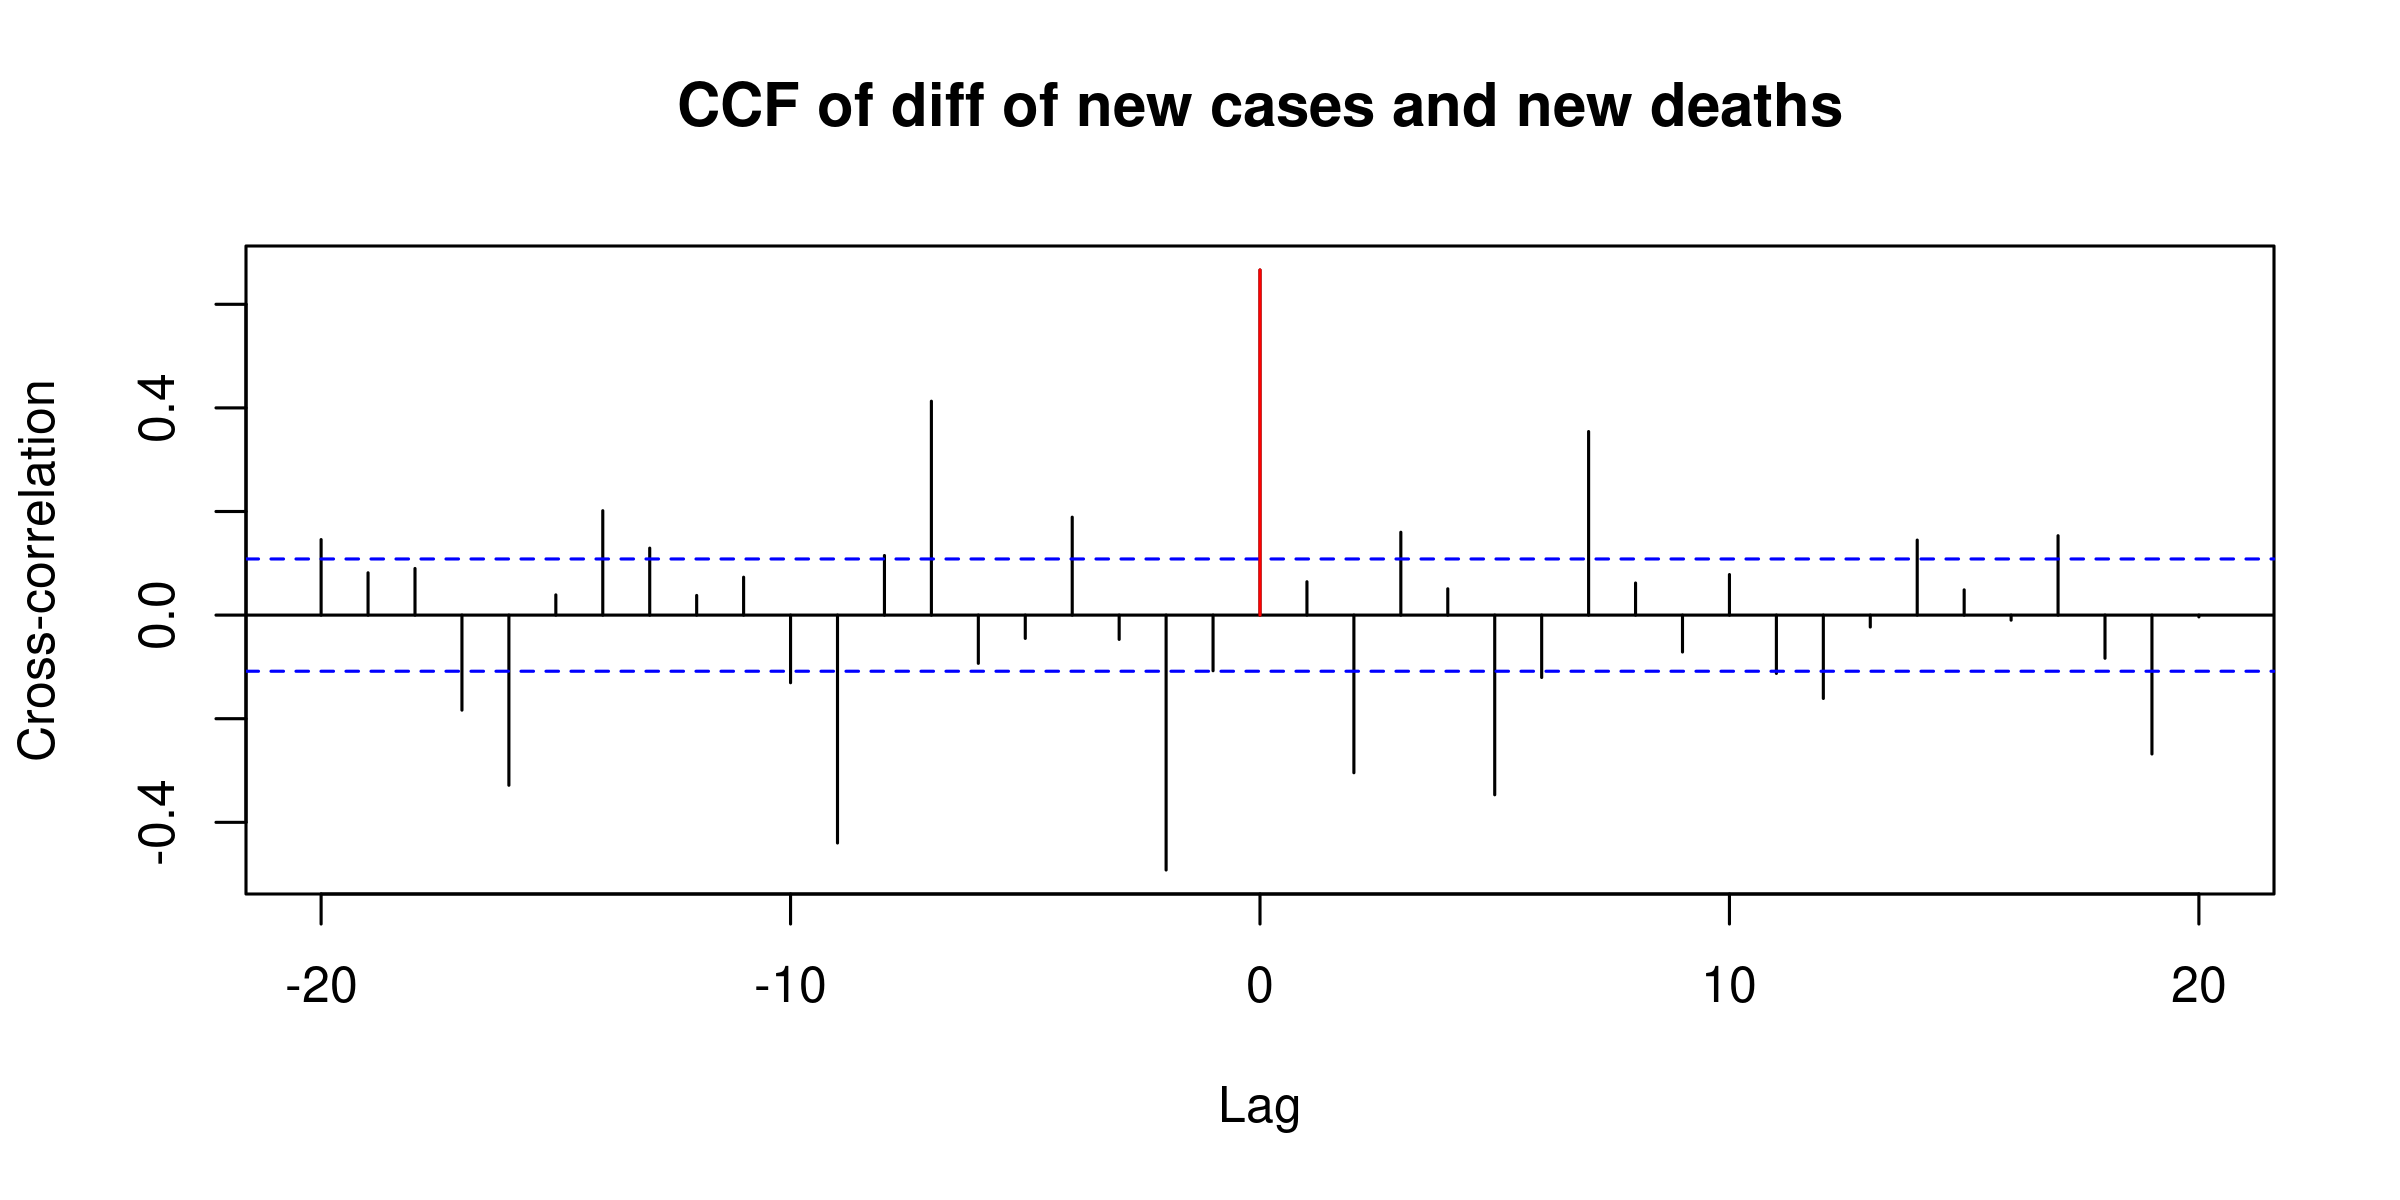 CCF of diff of new cases and new deaths
Cross-correlation
0.4
0.0
-0.4
-20 -10 0 10 20
Lag